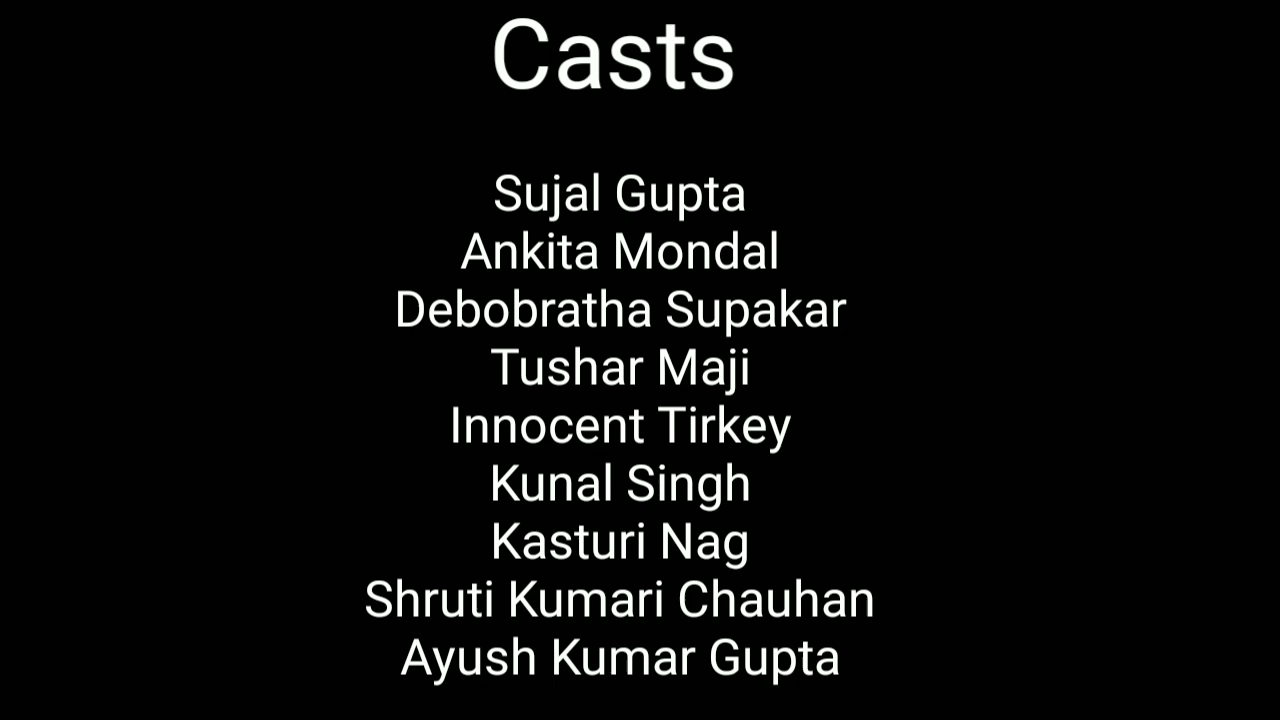 Casts
Sujal Gupta
Ankita Mondal
Debobratha Supakar
Tushar Maji
Innocent Tirkey
Kunal Singh
Kasturi Nag
Shruti Kumari Chauhan
Ayush Kumar Gupta